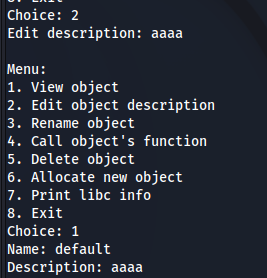 8. Exit
Choice: 2
Edit description: aaaa

Menu:
1. View object
2. Edit object description
3. Rename object
4. Call object's function
5. Delete object
6. Allocate new object
7. Print libc info
8. Exit
Choice: 1
Name: default
Description: aaaa